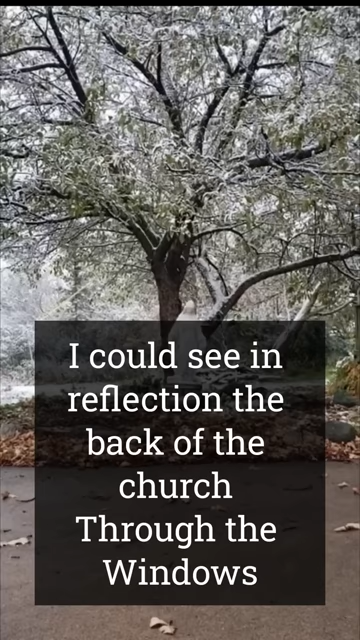 I could see in
reflection the
back of the
church
Through the
Windows